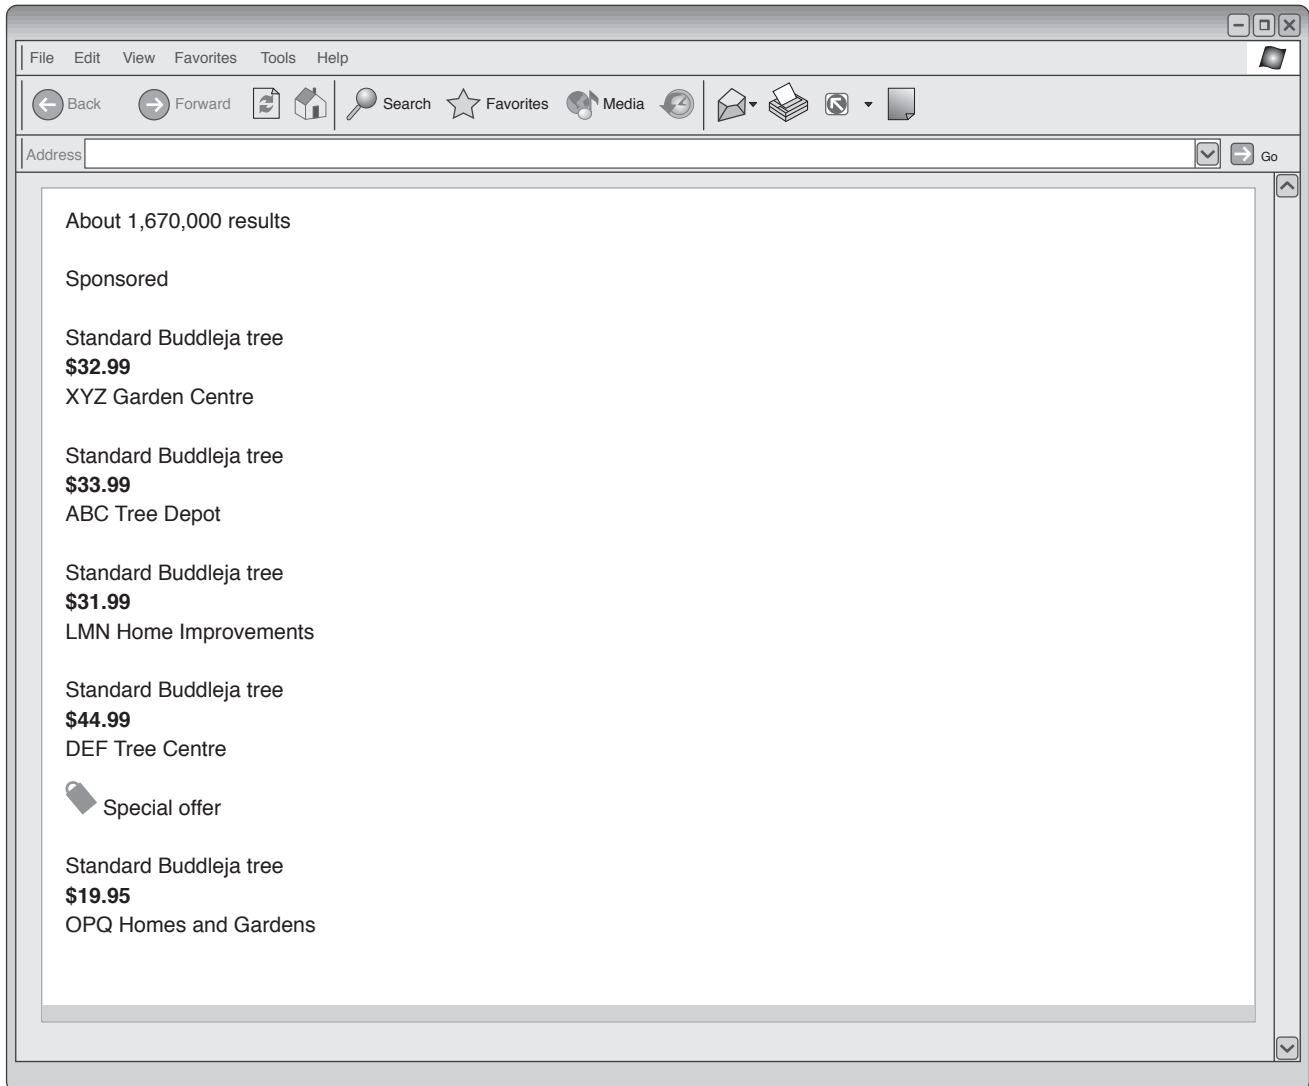 File Edit View Favorites Tools Help
Back Forward Search Favorites Media
Address Go
About 1,670,000 results
Sponsored
Standard Buddleja tree
$32.99
XYZ Garden Centre
Standard Buddleja tree
$33.99
ABC Tree Depot
Standard Buddleja tree
$31.99
LMN Home Improvements
Standard Buddleja tree
$44.99
DEF Tree Centre
Special offer
Standard Buddleja tree
$19.95
OPQ Homes and Gardens